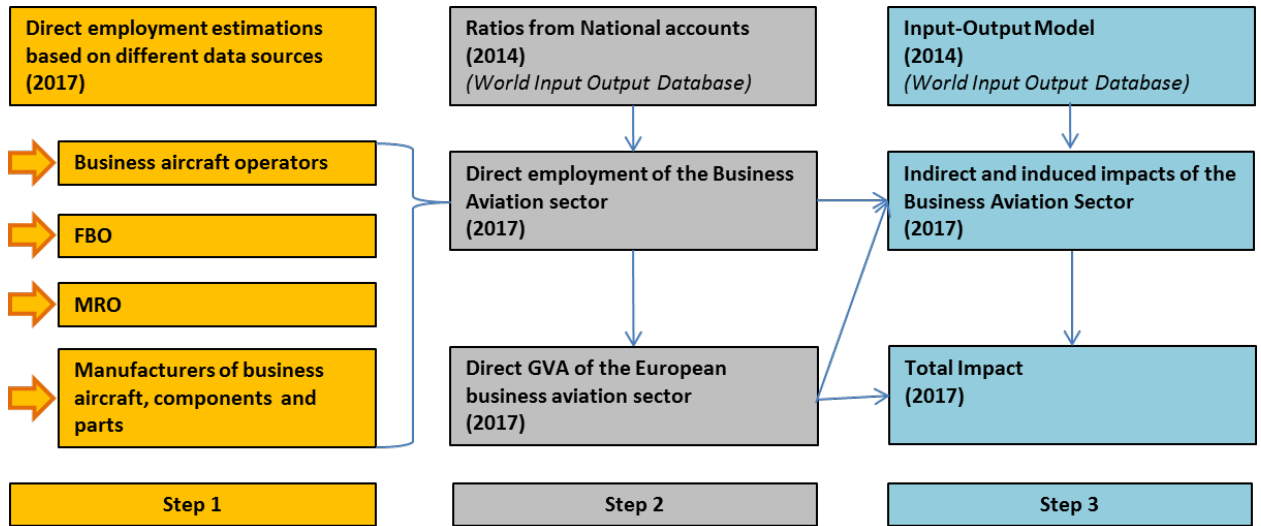 Direct employment estimations
based on different data sources
(2017)
Business aircraft operators
FBO
MRO
Manufacturers of business
aircraft, components and
parts
Step 1
Ratios from National accounts
(2014)
(World Input Output Database)
Direct employment of the Business
Aviation sector
(2017)
Direct GVA of the European
business aviation sector
(2017)
Step 2
Input-Output Model
(2014)
(World Input Output Database)
Indirect and induced impacts of the
Business Aviation Sector
(2017)
Total Impact
(2017)
Step 3